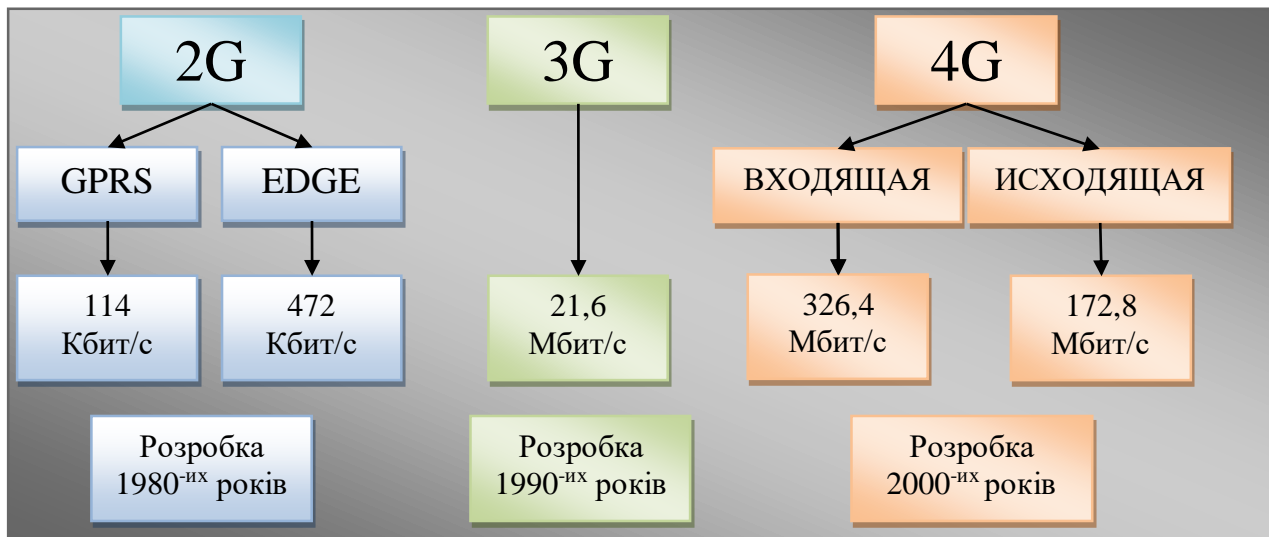 2G
3G
4G
GPRS
EDGE
ВХОДЯЩАЯ
ИСХОДЯЩАЯ
114
Кбит/с
472
Кбит/с
21,6
Мбит/с
326,4
Мбит/с
172,8
Мбит/с
Розробка
1980-их років
Розробка
1990-их років
Розробка
2000-их років